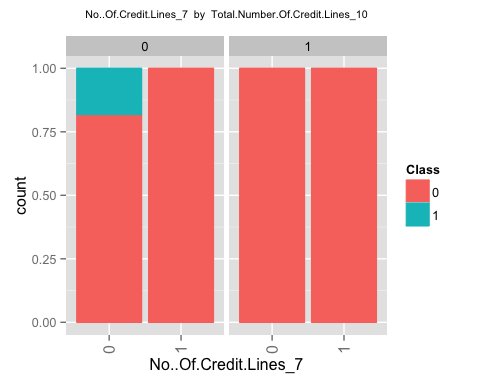 No..Of.Credit.Lines_7 by Total.Number.Of.Credit.Lines_10
0 1
1.00
0.75
0.50
0.25
0.00
count
0 1 0 1
No..Of.Credit.Lines_7
Class
0
1